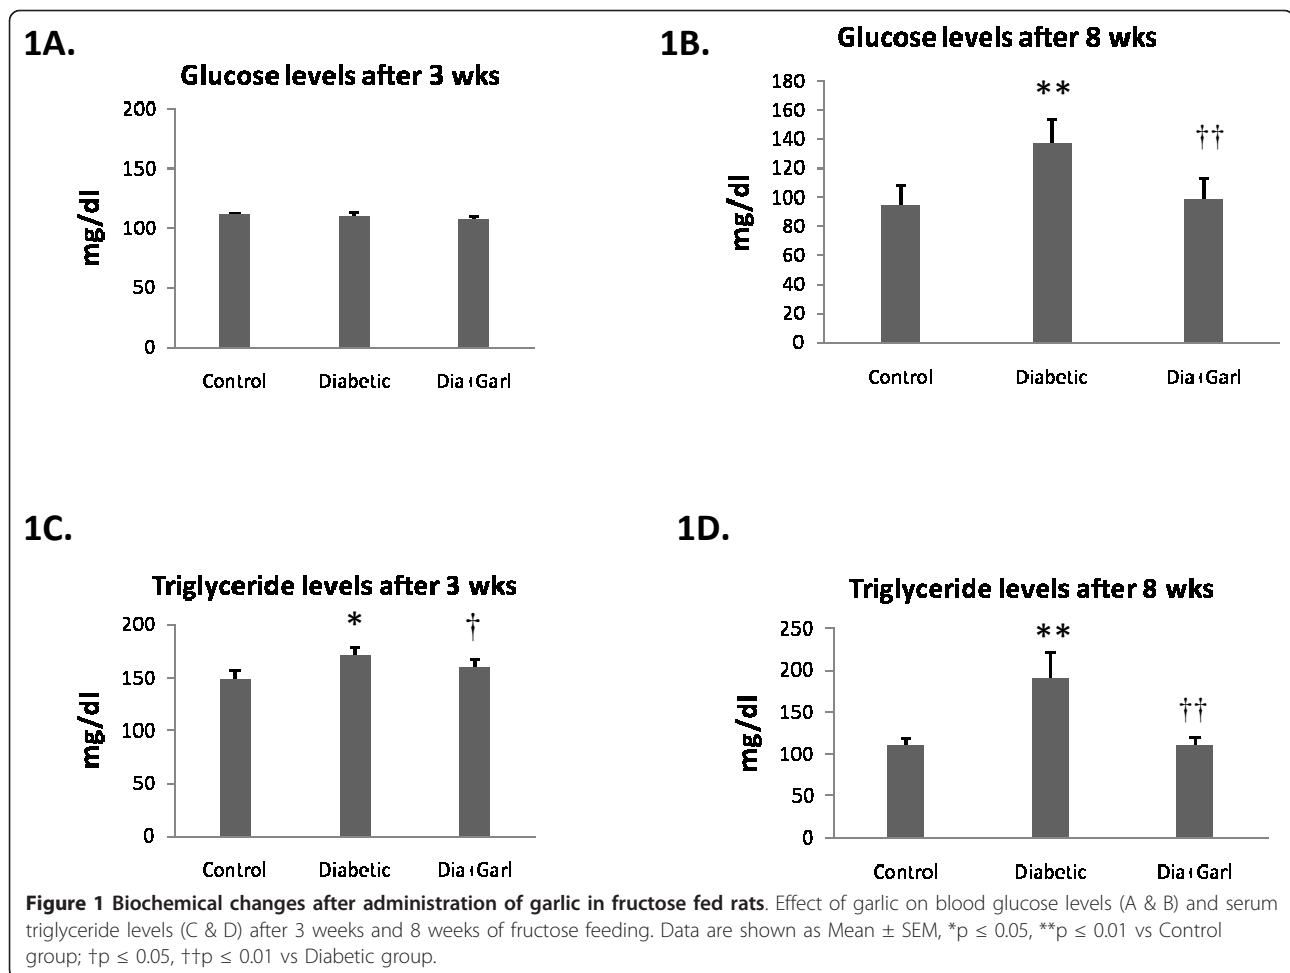 1A.
Glucose levels after 3 wks
200
150
100
50
0
mg/dl
Control Diabetic Dia+Garl
1B.
Glucose levels after 8 wks
180
160
140
120
100
80
60
40
20
0
mg/dl
**
††
Control Diabetic Dia+Garl
1C.
Triglyceride levels after 3 wks
200
150
100
50
0
mg/dl
*
†
Control Diabetic Dia+Garl
1D.
Triglyceride levels after 8 wks
250
200
150
100
50
0
mg/dl
**
††
Control Diabetic Dia+Garl
Figure 1 Biochemical changes after administration of garlic in fructose fed rats. Effect of garlic on blood glucose levels (A & B) and serum
triglyceride levels (C & D) after 3 weeks and 8 weeks of fructose feeding. Data are shown as Mean ± SEM, *p ≤ 0.05, **p ≤ 0.01 vs Control
group; †p ≤ 0.05, ††p ≤ 0.01 vs Diabetic group.